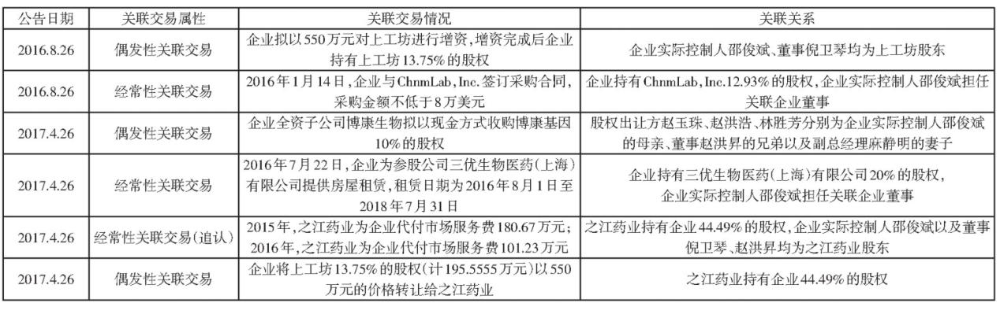 公告日期 关联交易属性 关联交易情况 关联关系
2016.8.26 偶发性关联交易 企业拟以550万元对上工坊进行增资,增资完成后企业
持有上工坊13.75%的股权 企业实际控制人邵俊斌、董事倪卫琴均为上工坊股东
2016.8.26 经常性关联交易 2016年1月14日,企业与ChnmLab,Inc.签订采购合同,
采购金额不低于8万美元 企业持有ChnmLab,Inc.12.93%的股权,企业实际控制人邵俊斌担任
关联企业董事
2017.4.26 偶发性关联交易 企业全资子公司博康生物拟以现金方式收购博康基因
10%的股权 股权出让方赵玉珠、赵洪浩、林胜芳分别为企业实际控制人邵俊斌
的母亲、董事赵洪昇的兄弟以及副总经理麻静明的妻子
2017.4.26 经常性关联交易 2016年7月22日,企业为参股公司三优生物医药(上海)
有限公司提供房屋租赁,租赁日期为2016年8月1日至
2018年7月31日 企业持有三优生物医药(上海)有限公司20%的股权,
企业实际控制人邵俊斌担任关联企业董事
2017.4.26 经常性关联交易(追认) 2015年,之江药业为企业代付市场服务费180.67万元;
2016年,之江药业为企业代付市场服务费101.23万元 之江药业持有企业44.49%的股权,企业实际控制人邵俊斌以及董事
倪卫琴、赵洪昇均为之江药业股东
2017.4.26 偶发性关联交易 企业将上工坊13.75%的股权(计195.5555万元)以550
万元的价格转让给之江药业 之江药业持有企业44.49%的股权